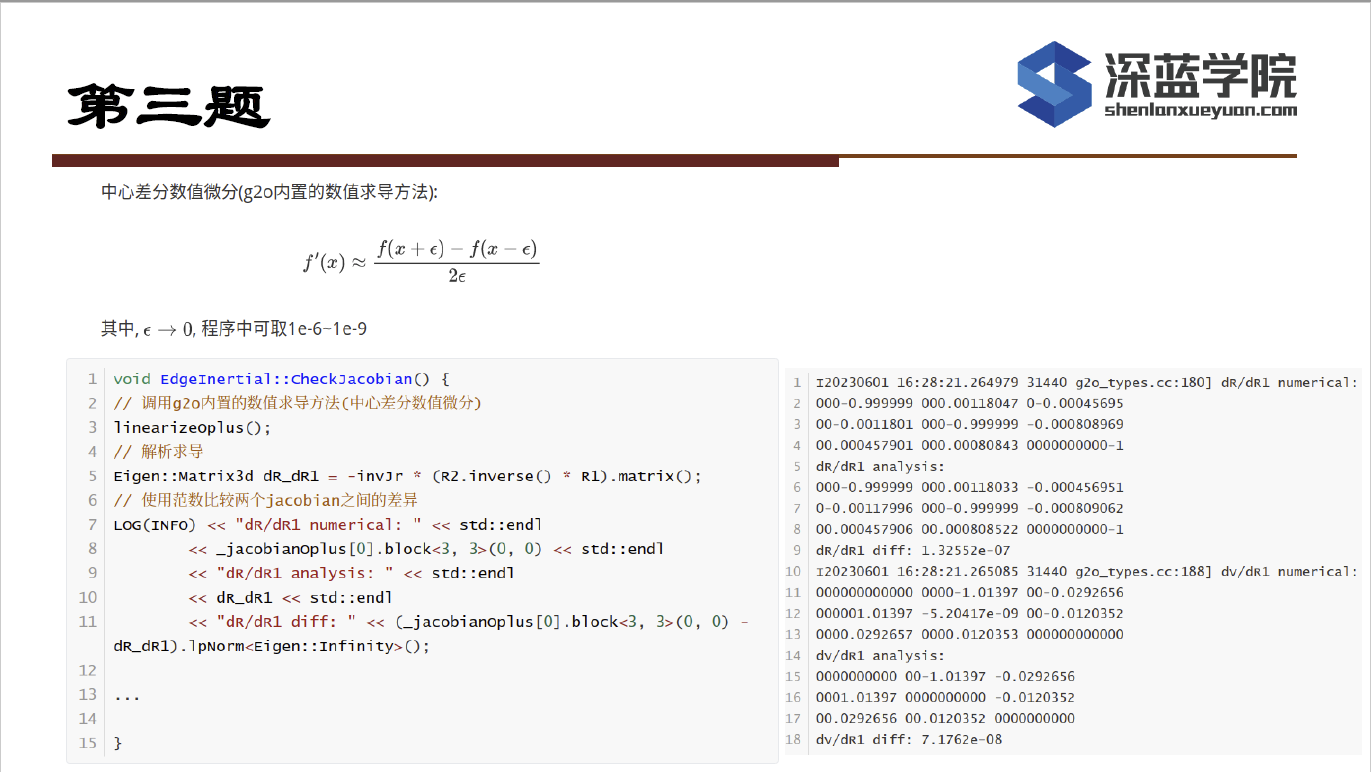 第三题
深蓝学院
shenlanxueyuan.com
中心差分数值微分(g2o内置的数值求导方法):
f′(x) ≈ f(x + ϵ) − f(x − ϵ) / 2ϵ
其中, ϵ → 0, 程序中可取1e-6~1e-9
1 void EdgeInertial::CheckJacobian() {
2 // 调用g2o内置的数值求导方法(中心差分数值微分)
3 linearizeOplus();
4 // 解析求导
5 Eigen::Matrix3d dR_dR1 = -invJr * (R2.inverse() * R1).matrix();
6 // 使用范数比较两个jacobian之间的差异
7 LOG(INFO) << "dR/dR1 numerical: " << std::endl
8 << _jacobianOplus[0].block<3, 3>(0, 0) << std::endl
9 << "dR/dR1 analysis: " << std::endl
10 << dR_dR1 << std::endl
11 << "dR/dR1 diff: " << (_jacobianOplus[0].block<3, 3>(0, 0) -
dR_dR1).lpNorm<Eigen::Infinity>();
12
13 ...
14
15 }
1 I20230601 16:28:21.264979 31440 g2o_types.cc:180] dR/dR1 numerical:
2 000-0.999999 000.00118047 0-0.00045695
3 00-0.0011801 000-0.999999 -0.000808969
4 00.000457901 000.00080843 0000000000-1
5 dR/dR1 analysis:
6 000-0.999999 000.00118033 -0.000456951
7 0-0.00117996 000-0.999999 -0.000809062
8 00.000457906 00.000808522 0000000000-1
9 dR/dR1 diff: 1.32552e-07
10 I20230601 16:28:21.265085 31440 g2o_types.cc:188] dv/dR1 numerical:
11 000000000000 0000-1.01397 00-0.0292656
12 000001.01397 -5.20417e-09 00-0.0120352
13 0000.0292657 0000.0120353 000000000000
14 dv/dR1 analysis:
15 0000000000 00-1.01397 -0.0292656
16 0001.01397 0000000000 -0.0120352
17 00.0292656 00.0120352 0000000000
18 dv/dR1 diff: 7.1762e-08